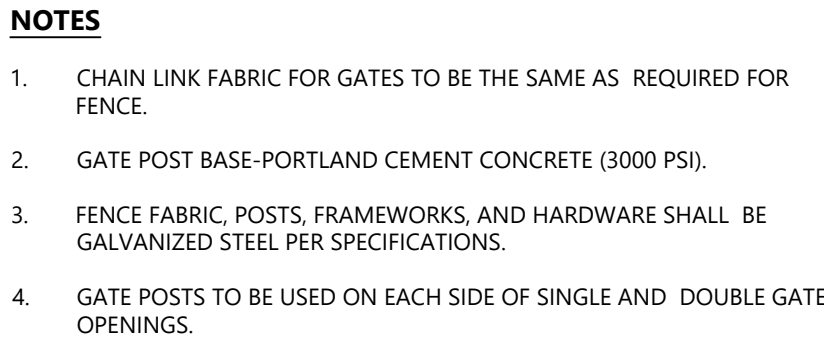 NOTES
1. CHAIN LINK FABRIC FOR GATES TO BE THE SAME AS REQUIRED FOR
FENCE.
2. GATE POST BASE-PORTLAND CEMENT CONCRETE (3000 PSI).
3. FENCE FABRIC, POSTS, FRAMEWORKS, AND HARDWARE SHALL BE
GALVANIZED STEEL PER SPECIFICATIONS.
4. GATE POSTS TO BE USED ON EACH SIDE OF SINGLE AND DOUBLE GATE
OPENINGS.